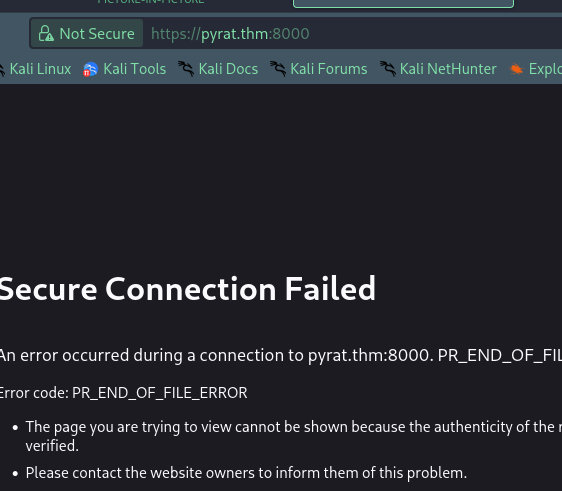 PICTURE-IN-PICTURE
Not Secure https://pyrat.thm:8000
Kali Linux Kali Tools Kali Docs Kali Forums Kali NetHunter Explo
Secure Connection Failed
An error occurred during a connection to pyrat.thm:8000. PR_END_OF_FIL
Error code: PR_END_OF_FILE_ERROR
• The page you are trying to view cannot be shown because the authenticity of the r
verified.
• Please contact the website owners to inform them of this problem.